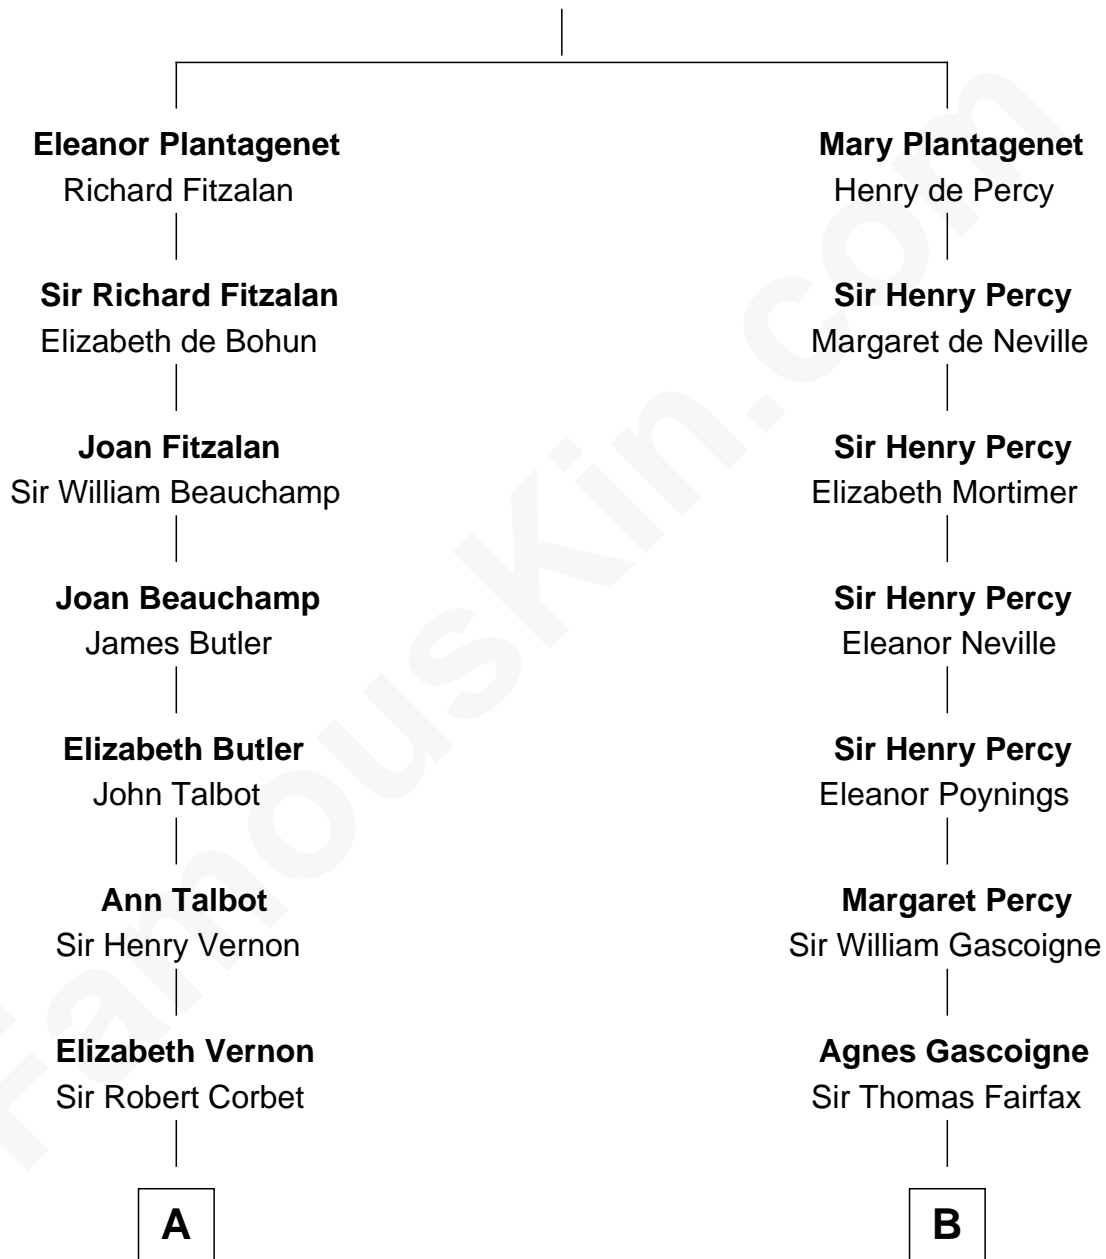 Eleanor Plantagenet
Richard Fitzalan
Sir Richard Fitzalan
Elizabeth de Bohun
Joan Fitzalan
Sir William Beauchamp
Joan Beauchamp
James Butler
Elizabeth Butler
John Talbot
Ann Talbot
Sir Henry Vernon
Elizabeth Vernon
Sir Robert Corbet
A
Mary Plantagenet
Henry de Percy
Sir Henry Percy
Margaret de Neville
Sir Henry Percy
Elizabeth Mortimer
Sir Henry Percy
Eleanor Neville
Sir Henry Percy
Eleanor Poynings
Margaret Percy
Sir William Gascoigne
Agnes Gascoigne
Sir Thomas Fairfax
B
FamousKin.com